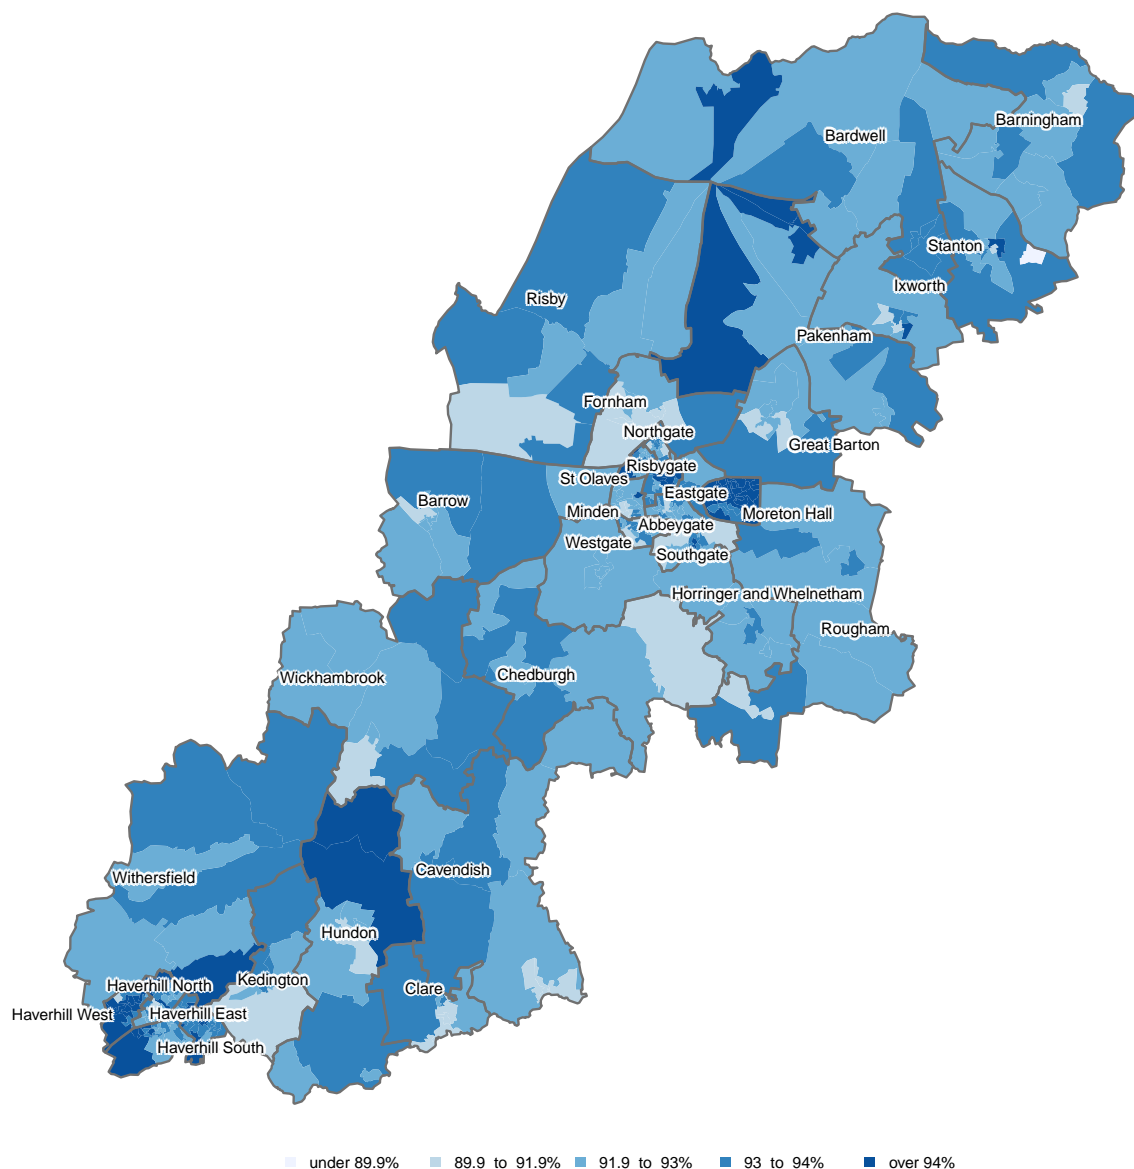 Barningham
Bardwell
Stanton
Ixworth
Risby
Pakenham
Fornham
Northgate
Great Barton
Risbygate
St Olaves
Eastgate
Barrow
Minden
Moreton Hall
Abbeygate
Westgate
Southgate
Horringer and Whelnetham
Rougham
Wickhambrook
Chedburgh
Cavendish
Withersfield
Hundon
Kedington
Haverhill North
Clare
Haverhill West
Haverhill East
Haverhill South
under 89.9% 89.9 to 91.9% 91.9 to 93% 93 to 94% over 94%